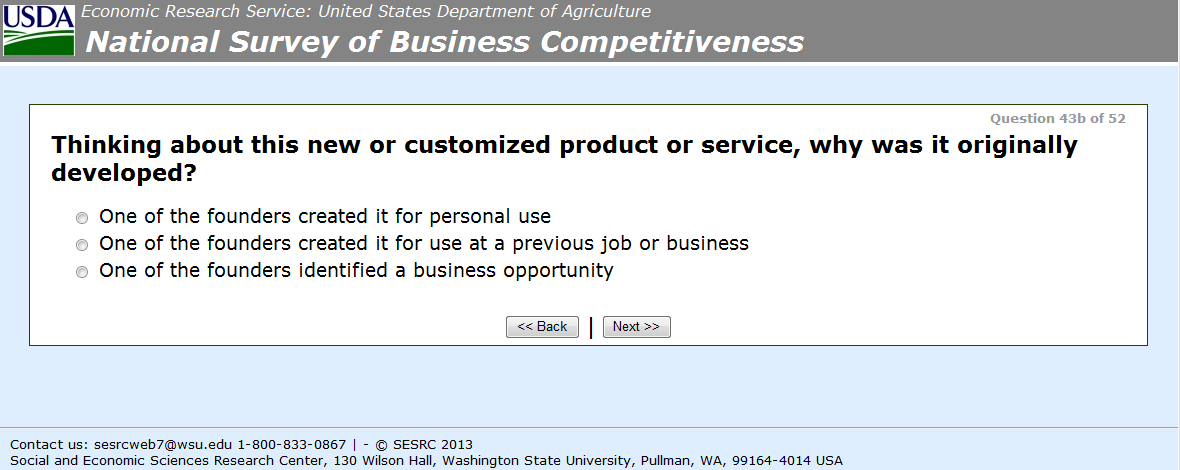 USDA
Economic Research Service: United States Department of Agriculture
National Survey of Business Competitiveness
Question 43b of 52
Thinking about this new or customized product or service, why was it originally
developed?
One of the founders created it for personal use
One of the founders created it for use at a previous job or business
One of the founders identified a business opportunity
<< Back | Next >>
Contact us: sesrcweb7@wsu.edu 1-800-833-0867 | - © SESRC 2013
Social and Economic Sciences Research Center, 130 Wilson Hall, Washington State University, Pullman, WA, 99164-4014 USA